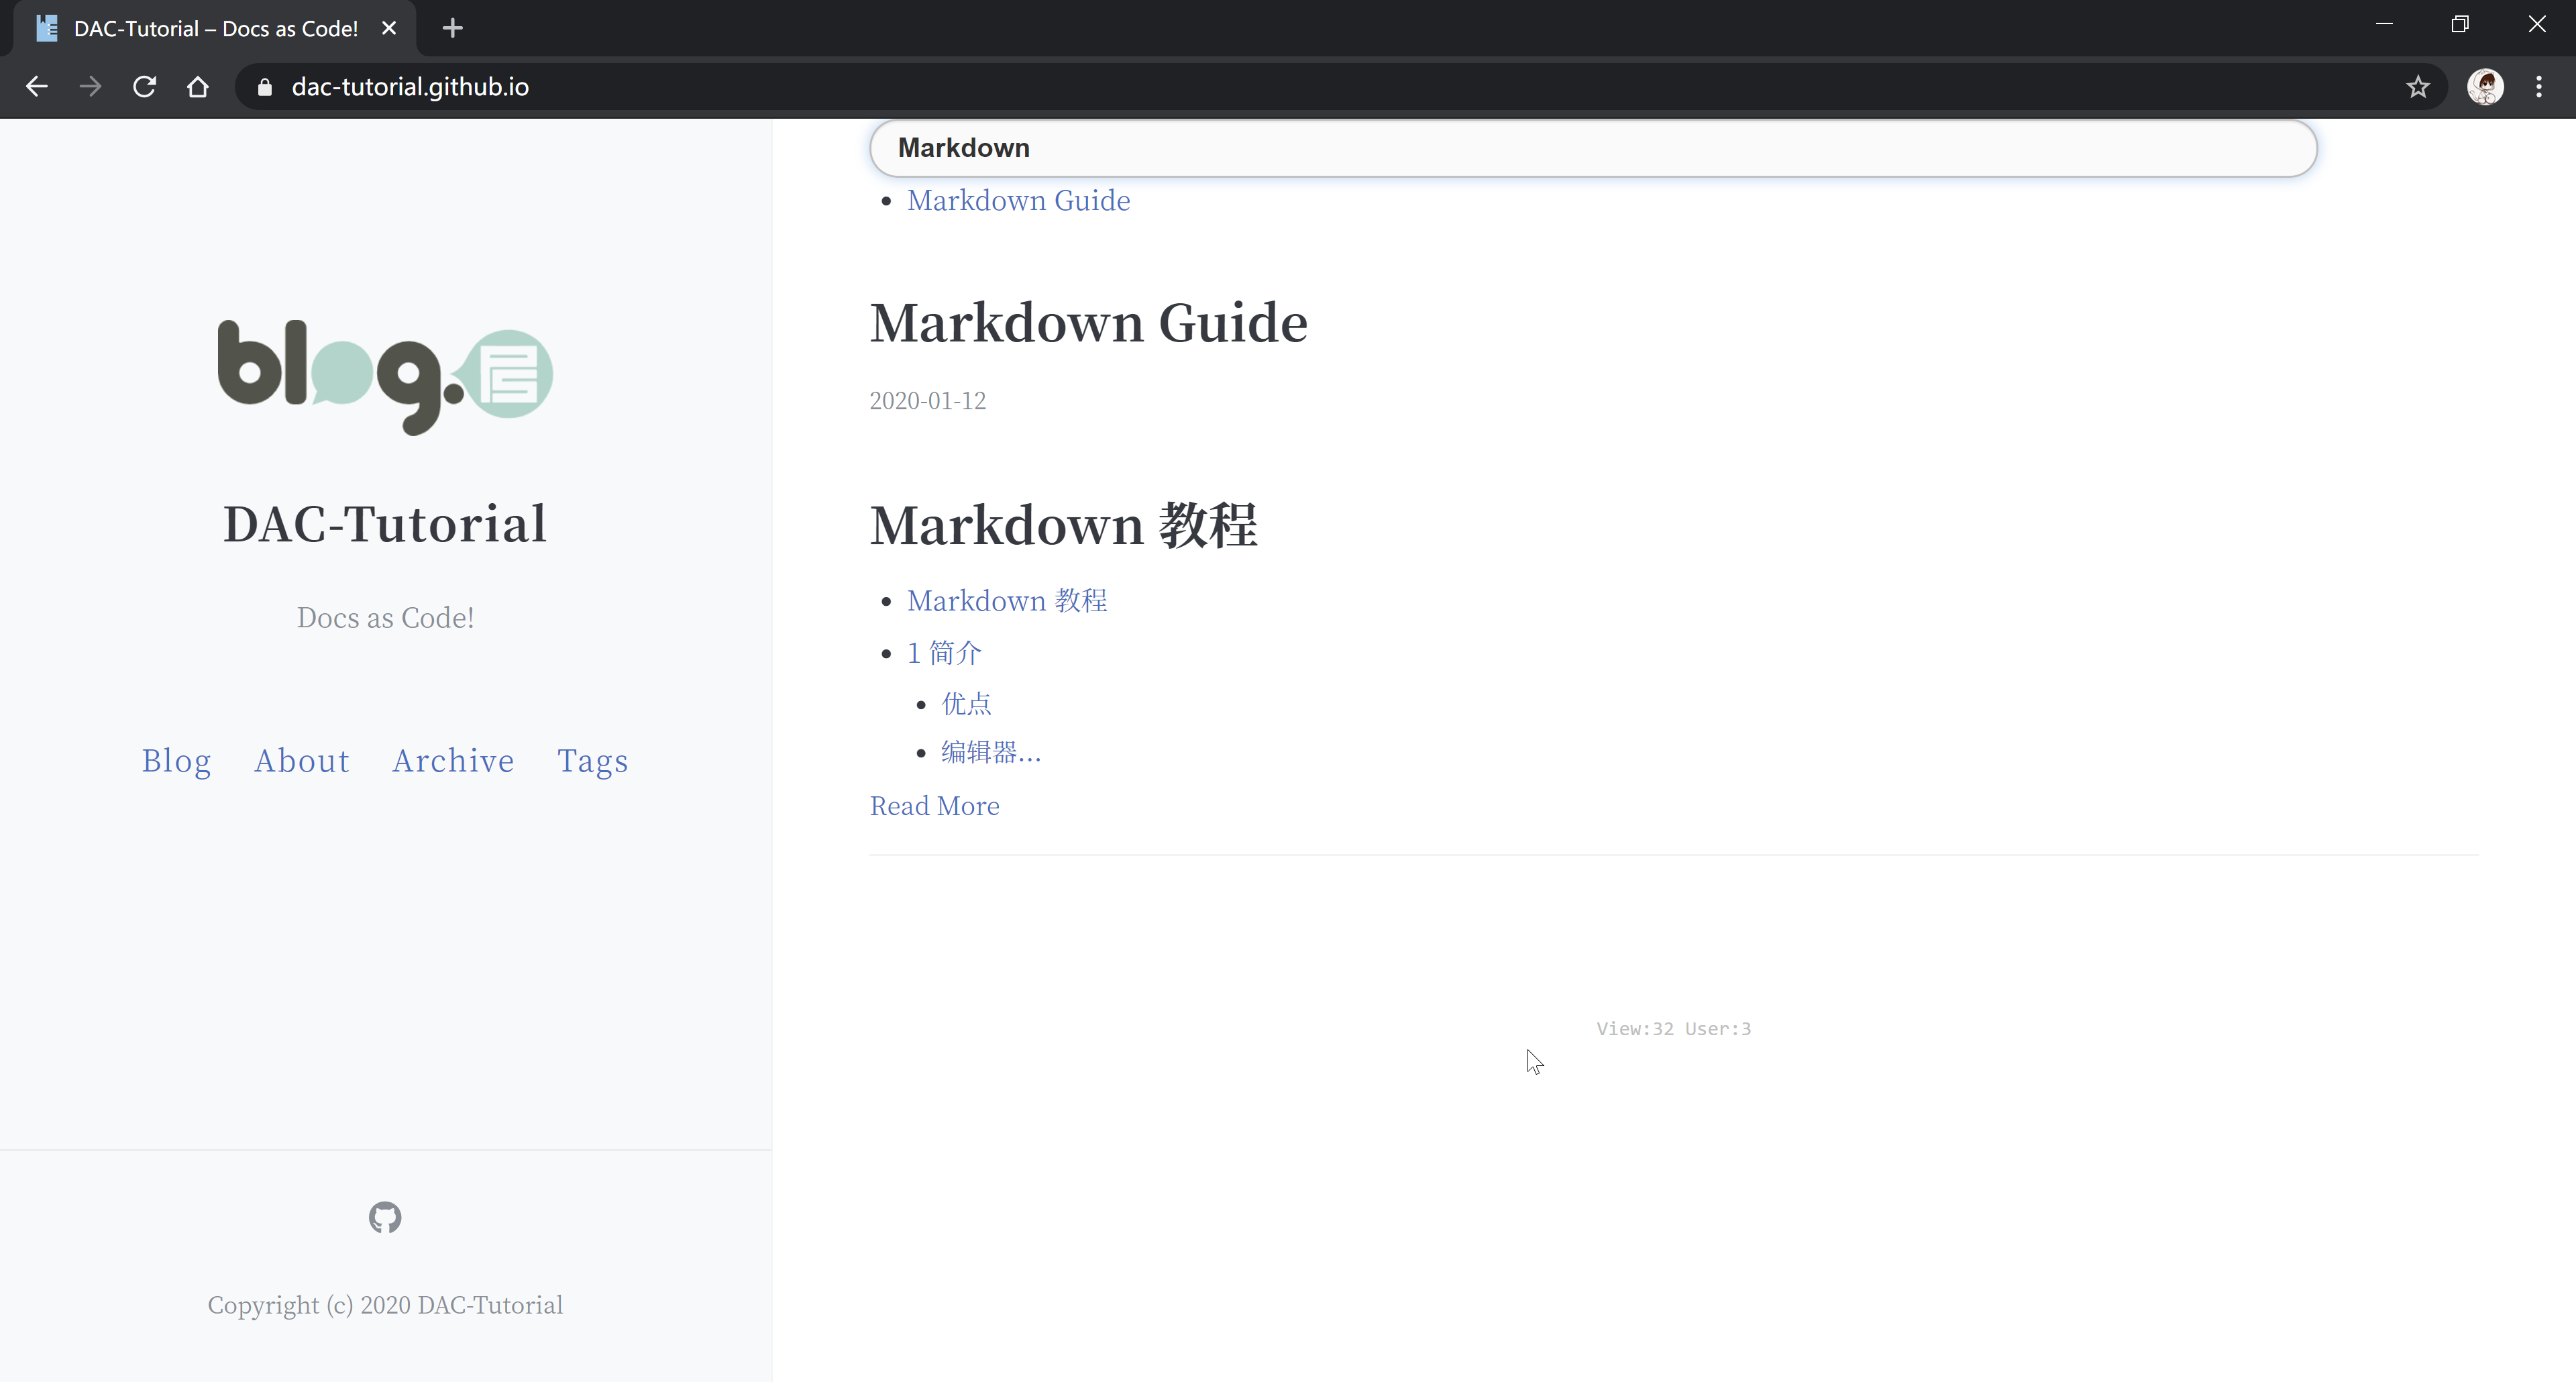 DAC-Tutorial – Docs as Code!
dac-tutorial.github.io
blog.
DAC-Tutorial
Docs as Code!
Blog About Archive Tags
Copyright (c) 2020 DAC-Tutorial
Markdown
Markdown Guide
Markdown Guide
2020-01-12
Markdown 教程
Markdown 教程
1 简介
优点
编辑器...
Read More
View:32 User:3